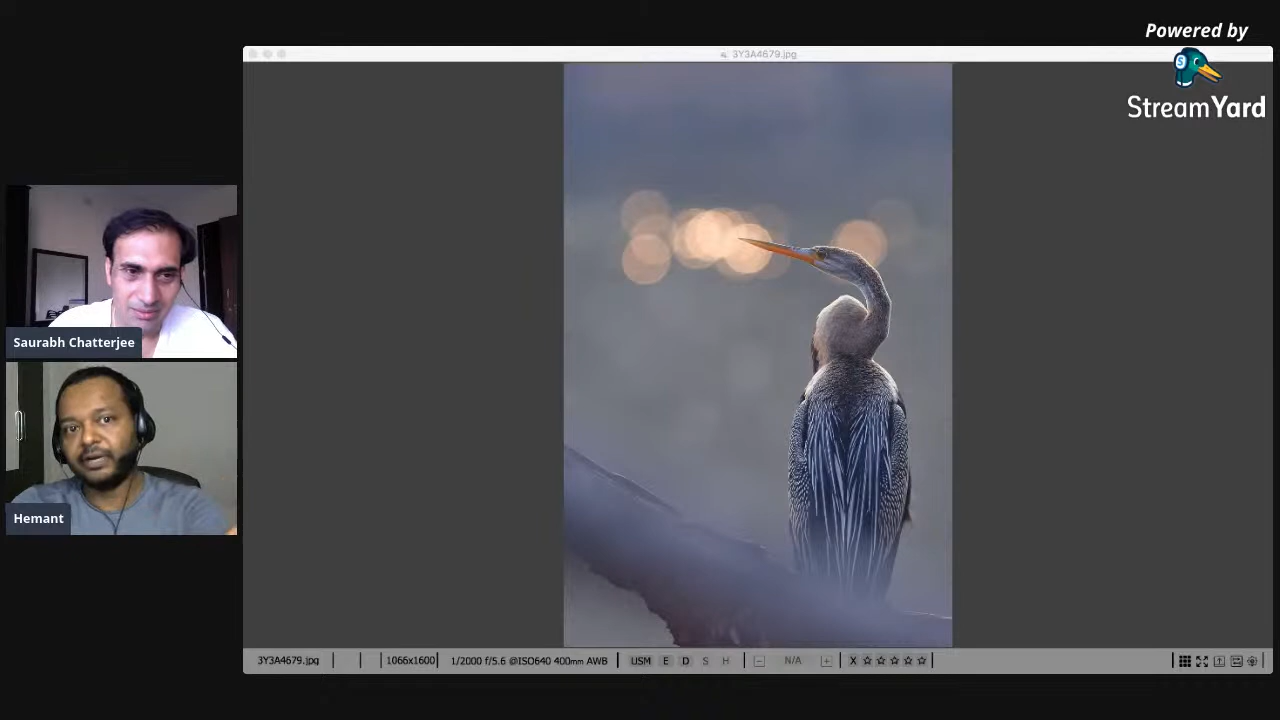 Powered by
StreamYard
3Y3A4679.jpg
Saurabh Chatterjee
Hemant
3Y3A4679.jpg 1066x1600 1/2000 f/5.6 @ISO640 400mm AWB USM E D S H N/A X